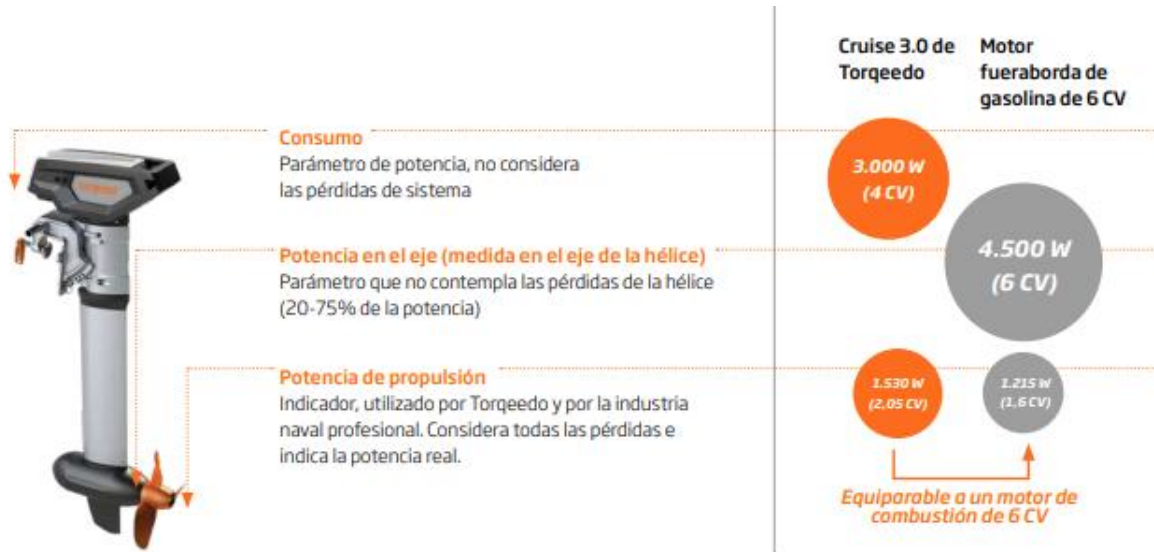 Cruise 3.0 de
Torqeedo
Motor
fueraborda de
gasolina de 6 CV
Consumo
Parámetro de potencia, no considera
las pérdidas de sistema
3.000 W
(4 CV)
Potencia en el eje (medida en el eje de la hélice)
Parámetro que no contempla las pérdidas de la hélice
(20-75% de la potencia)
4.500 W
(6 CV)
Potencia de propulsión
Indicador, utilizado por Torqeedo y por la industria
naval profesional. Considera todas las pérdidas e
indica la potencia real.
1.530 W
(2,05 CV)
1.215 W
(1,6 CV)
Equiparable a un motor de
combustión de 6 CV